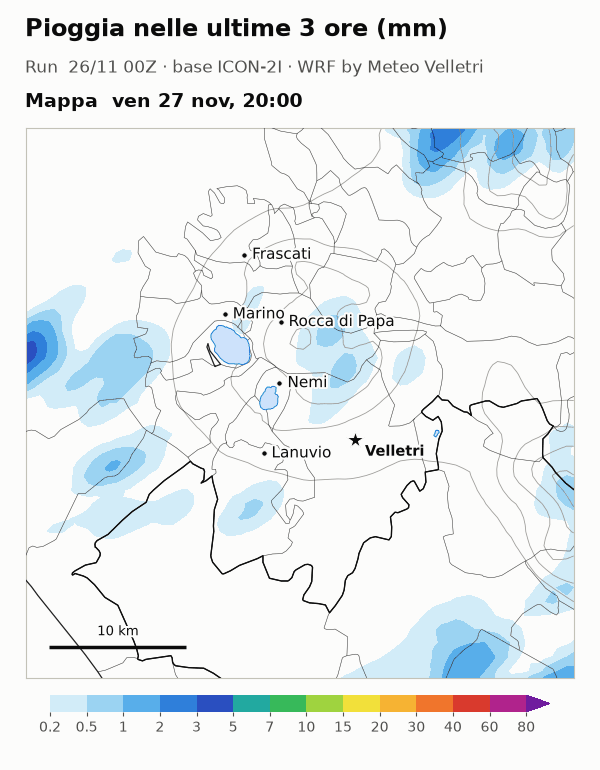 Pioggia nelle ultime 3 ore (mm)
Run  26/11 00Z · base ICON-2I · WRF by Meteo Velletri
Mappa  ven 27 nov, 20:00
Frascati
Marino
Rocca di Papa
Nemi
Velletri
Lanuvio
10 km
0.2 0.5 1 2 3 5 7 10 15 20 30 40 60 80